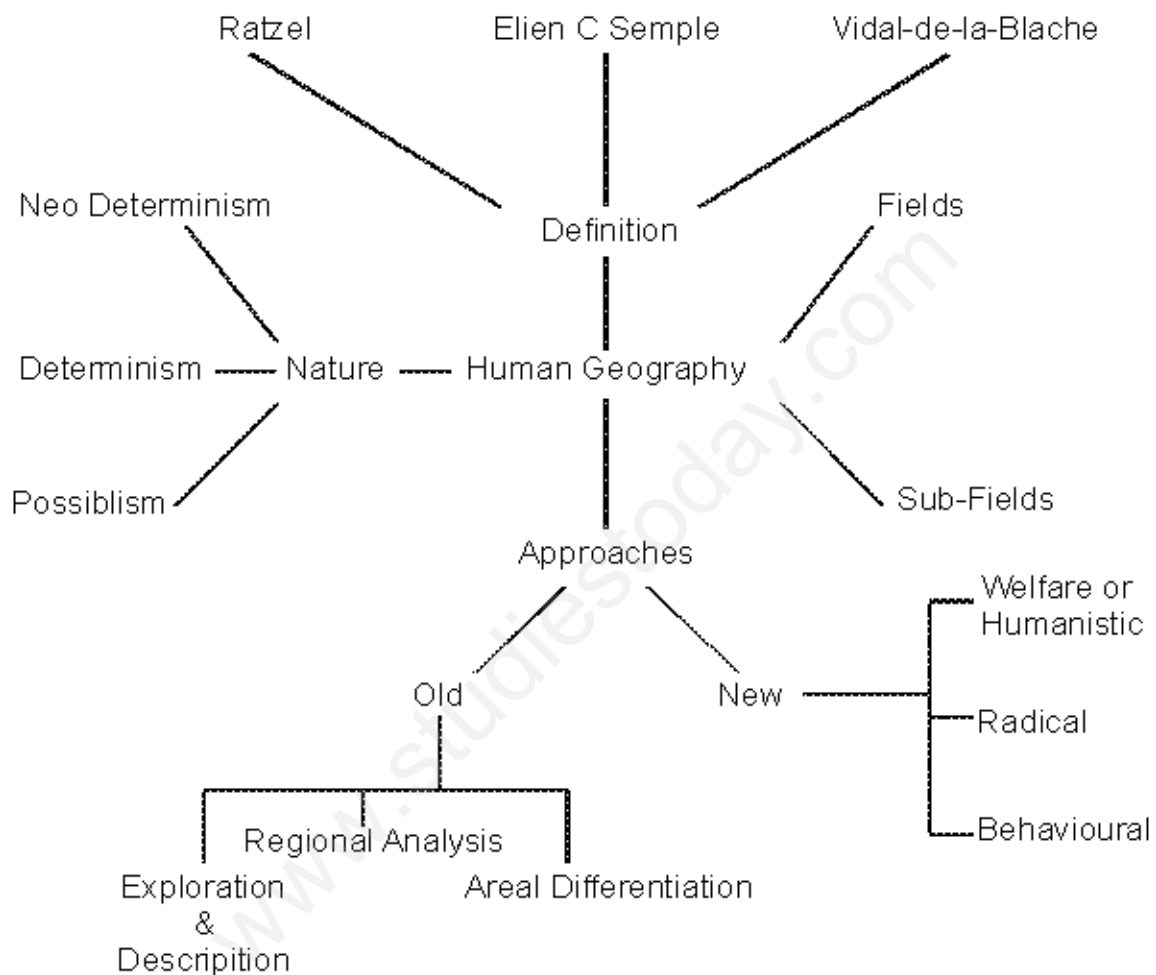 Ratzel
Elien C Semple
Vidal-de-la-Blache
Neo Determinism
Fields
Definition
Determinism
Nature
Human Geography
Possiblism
Sub-Fields
Approaches
Welfare or
Humanistic
Old
New
Radical
Regional Analysis
Behavioural
Exploration
&
Descripition
Areal Differentiation
www.studiestoday.com